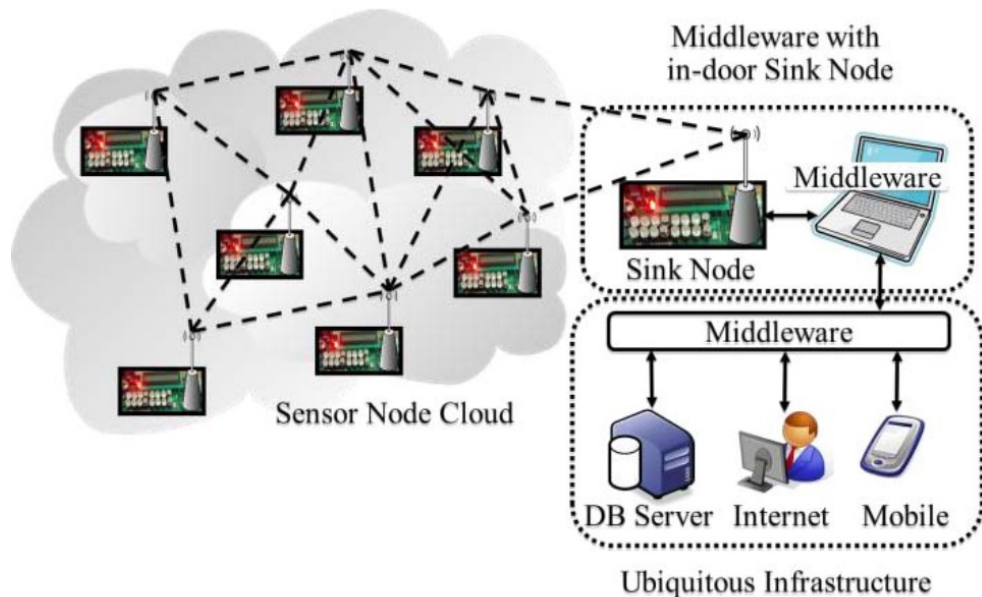 Middleware with
in-door Sink Node
Middleware
Sink Node
Middleware
Sensor Node Cloud
DB Server
Internet
Mobile
Ubiquitous Infrastructure